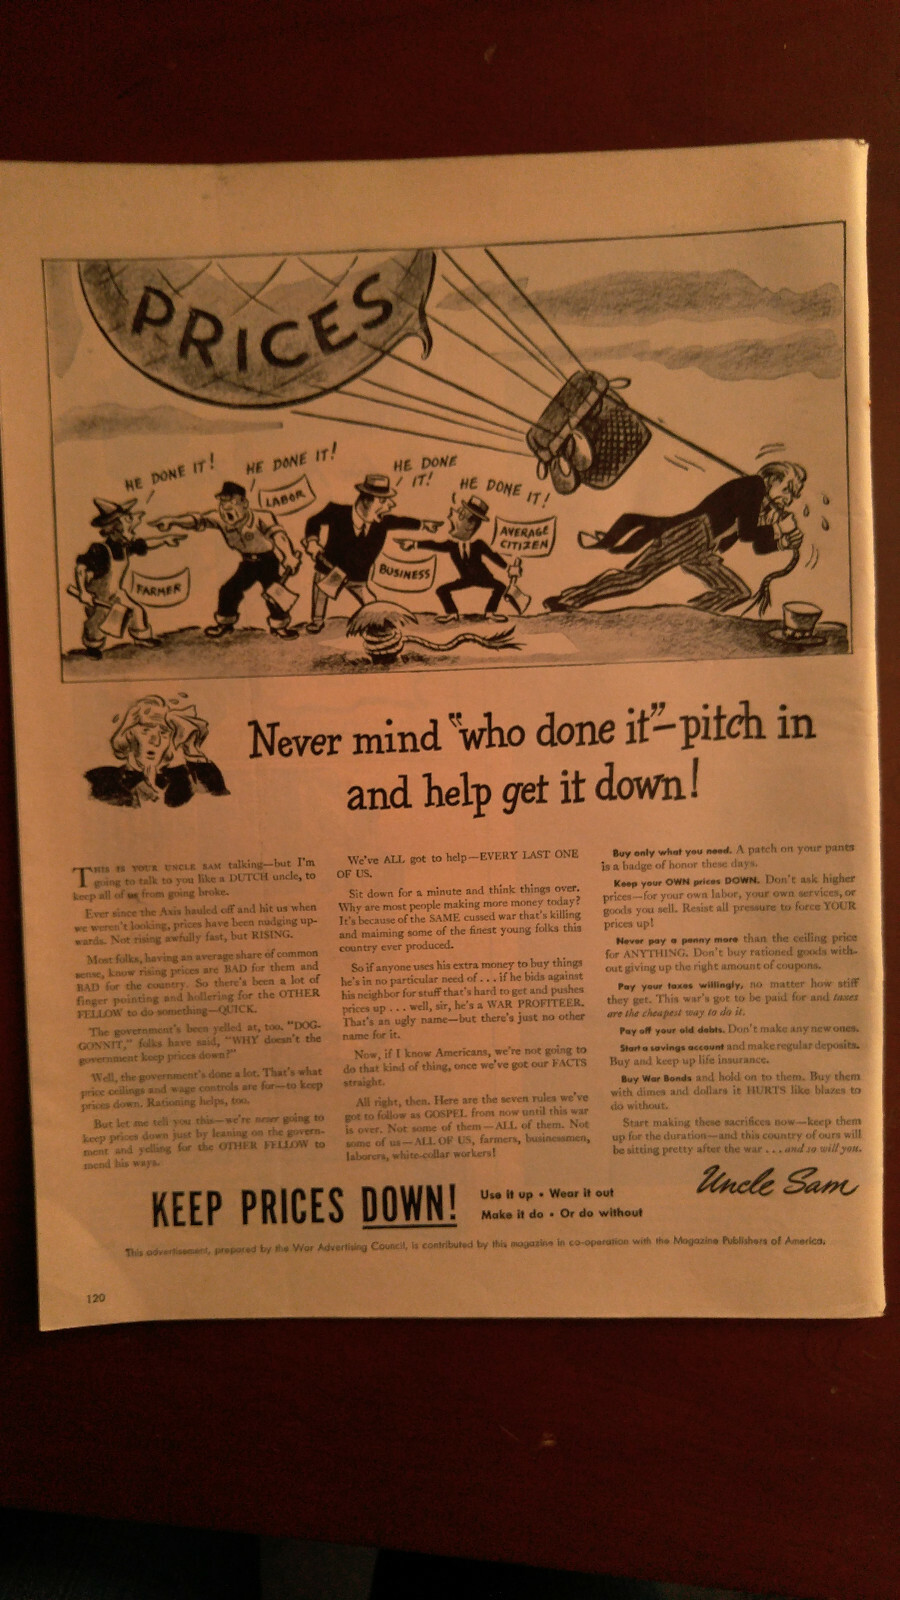 PRICES
HE DONE IT!
HE DONE IT!
HE DONE
IT!
HE DONE IT!
LABOR
AVERAGE
CITIZEN
FARMER
BUSINESS
Never mind "who done it"–pitch in
and help get it down!
THIS IS YOUR UNCLE SAM talking—but I'm
going to talk to you like a DUTCH uncle, to
keep all of us from going broke.
Ever since the Axis hauled off and hit us when
we weren't looking, prices have been nudging up-
wards. Not rising awfully fast, but RISING.
Most folks, having an average share of common
sense, know rising prices are BAD for them and
BAD for the country. So there's been a lot of
finger pointing and hollering for the OTHER
FELLOW to do something—QUICK.
The government's been yelled at, too. "DOG-
GONNIT," folks have said, "WHY doesn't the
government keep prices down?"
Well, the government's done a lot. That's what
price ceilings and wage controls are for—to keep
prices down. Rationing helps, too.
But let me tell you this—we're never going to
keep prices down just by leaning on the govern-
ment and yelling for the OTHER FELLOW to
mend his ways.
We've ALL got to help—EVERY LAST ONE
OF US.
Sit down for a minute and think things over.
Why are most people making more money today?
It's because of the SAME cussed war that's killing
and maiming some of the finest young folks this
country ever produced.
So if anyone uses his extra money to buy things
he's in no particular need of . . . if he bids against
his neighbor for stuff that's hard to get and pushes
prices up . . . well, sir, he's a WAR PROFITEER.
That's an ugly name—but there's just no other
name for it.
Now, if I know Americans, we're not going to
do that kind of thing, once we've got our FACTS
straight.
All right, then. Here are the seven rules we've
got to follow as GOSPEL from now until this war
is over. Not some of them—ALL of them. Not
some of us—ALL OF US, farmers, businessmen,
laborers, white-collar workers!
Buy only what you need. A patch on your pants
is a badge of honor these days.
Keep your OWN prices DOWN. Don't ask higher
prices—for your own labor, your own services, or
goods you sell. Resist all pressure to force YOUR
prices up!
Never pay a penny more than the ceiling price
for ANYTHING. Don't buy rationed goods with-
out giving up the right amount of coupons.
Pay your taxes willingly, no matter how stiff
they get. This war's got to be paid for and taxes
are the cheapest way to do it.
Pay off your old debts. Don't make any new ones.
Start a savings account and make regular deposits.
Buy and keep up life insurance.
Buy War Bonds and hold on to them. Buy them
with dimes and dollars it HURTS like blazes to
do without.
Start making these sacrifices now—keep them
up for the duration—and this country of ours will
be sitting pretty after the war . . . and so will you.
Uncle Sam
KEEP PRICES DOWN!
Use it up • Wear it out
Make it do • Or do without
This advertisement, prepared by the War Advertising Council, is contributed by this magazine in co-operation with the Magazine Publishers of America.
120